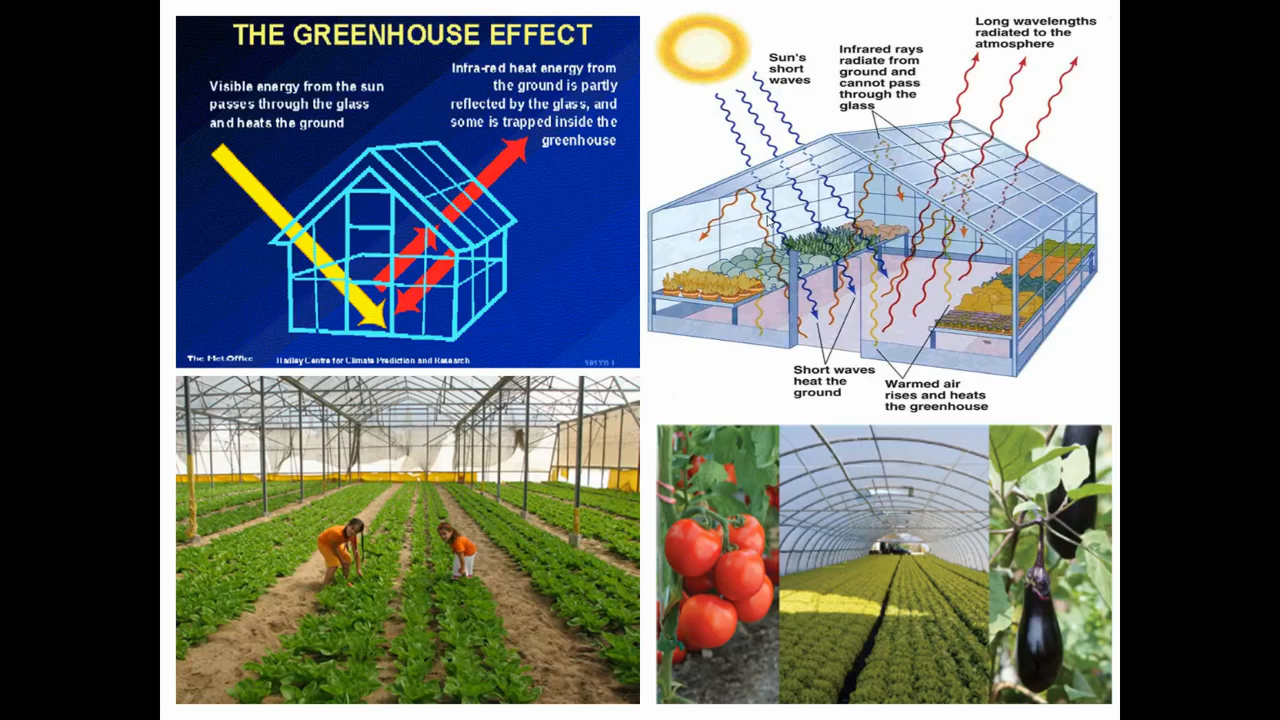 THE GREENHOUSE EFFECT
Visible energy from the sun
passes through the glass
and heats the ground
Infra-red heat energy from
the ground is partly
reflected by the glass, and
some is trapped inside the
greenhouse
The Met Office
Hadley Centre for Climate Prediction and Research
Sun's
short
waves
Infrared rays
radiate from
ground and
cannot pass
through the
glass
Long wavelengths
radiated to the
atmosphere
Short waves
heat the
ground
Warmed air
rises and heats
the greenhouse